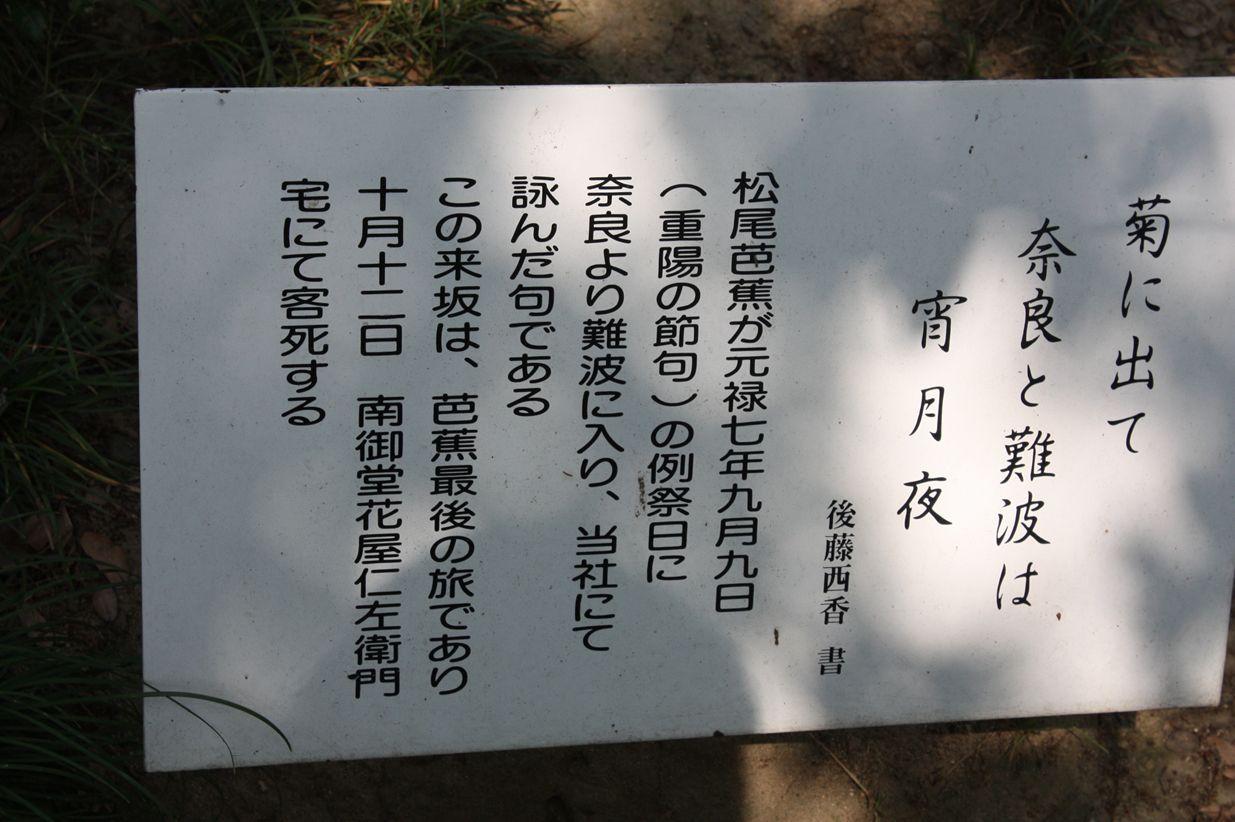 菊に出て
奈良と難波は
宵月夜
後藤西香 書
松尾芭蕉が元禄七年九月九日
(重陽の節句)の例祭日に
奈良より難波に入り、当社にて
詠んだ句である
この来坂は、芭蕉最後の旅であり
十月十二日 南御堂花屋仁左衛門
宅にて客死する